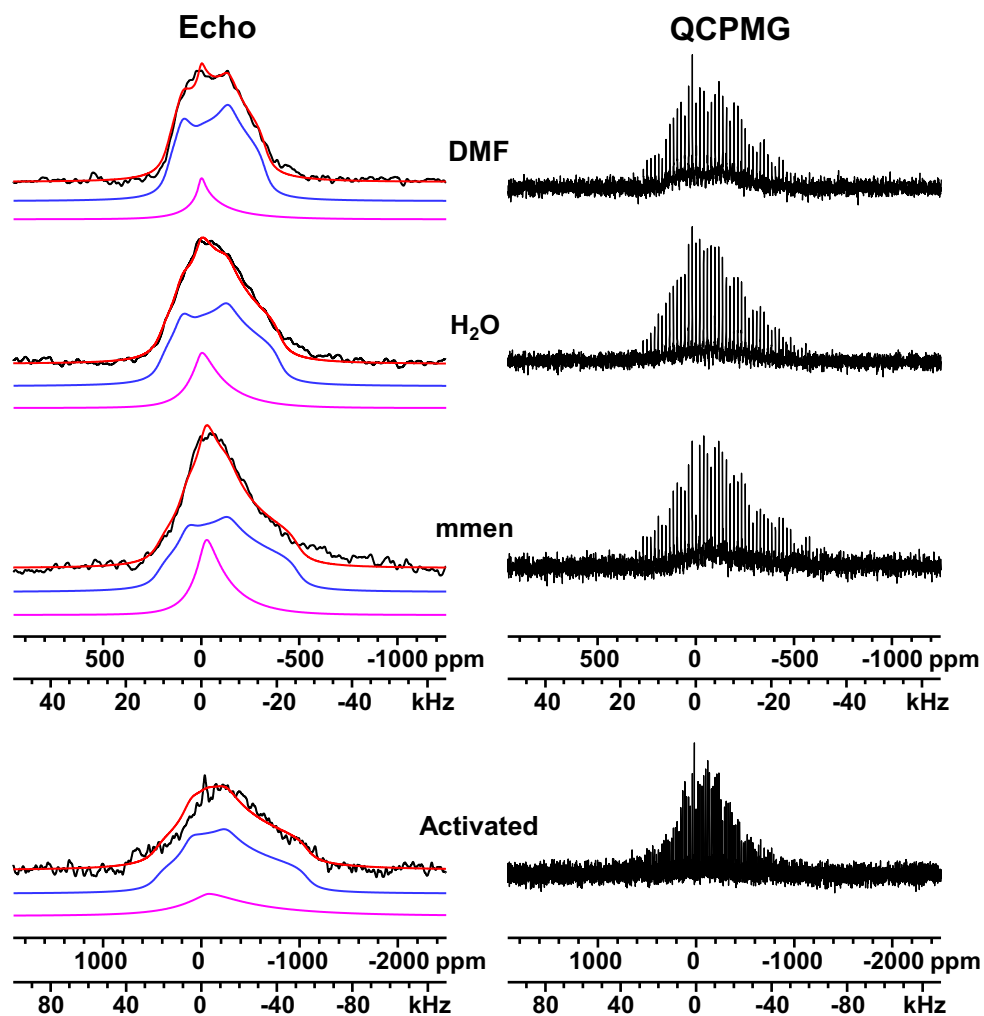 Echo QCPMG
DMF
H₂O
mmen
500 0 -500 -1000 ppm 500 0 -500 -1000 ppm
40 20 0 -20 -40 kHz 40 20 0 -20 -40 kHz
Activated
1000 0 -1000 -2000 ppm 1000 0 -1000 -2000 ppm
80 40 0 -40 -80 kHz 80 40 0 -40 -80 kHz